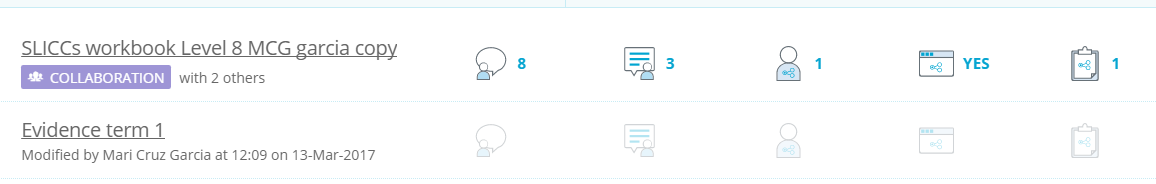 SLICCs workbook Level 8 MCG garcia copy
COLLABORATION with 2 others
8
3
1
YES
1
Evidence term 1
Modified by Mari Cruz Garcia at 12:09 on 13-Mar-2017